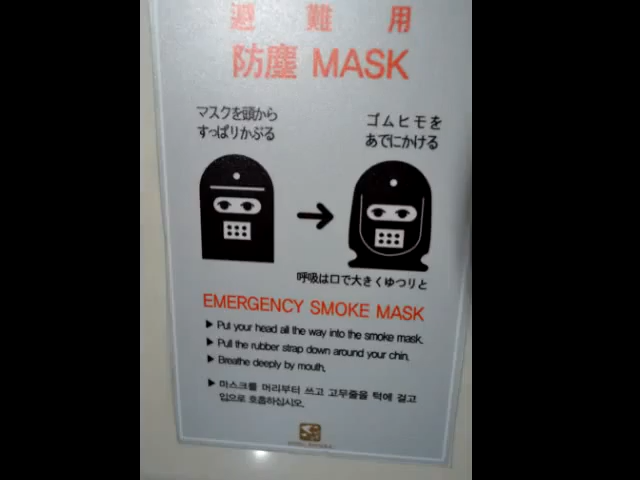 避難用
防塵 MASK
マスクを頭から
すっぱりかぶる
ゴムヒモを
あでにかける
呼吸は口で大きくゆつリと
EMERGENCY SMOKE MASK
▶ Put your head all the way into the smoke mask.
▶ Pull the rubber strap down around your chin.
▶ Breathe deeply by mouth.
▶ 마스크를 머리부터 쓰고 고무줄을 턱에 걸고
입으로 호흡하십시오.